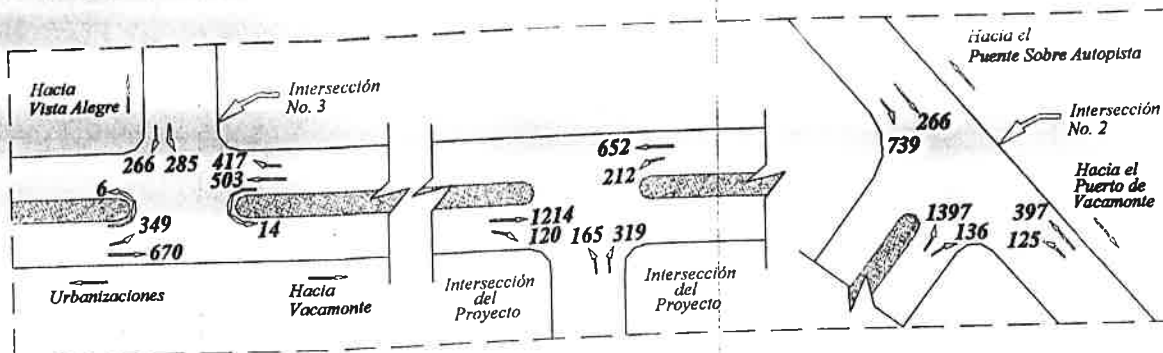 Hacia
Vista Alegre
Intersección
No. 3
266 285 417
503
6
349
14
670
Urbanizaciones
Hacia
Vacamonte
652
212
1214
120 165 319
Intersección
del
Proyecto
Intersección
del
Proyecto
Hacia el
Puente Sobre Autopista
266
739
Intersección
No. 2
Hacia el
Puerto de
Vacamonte
1397 397
136 125